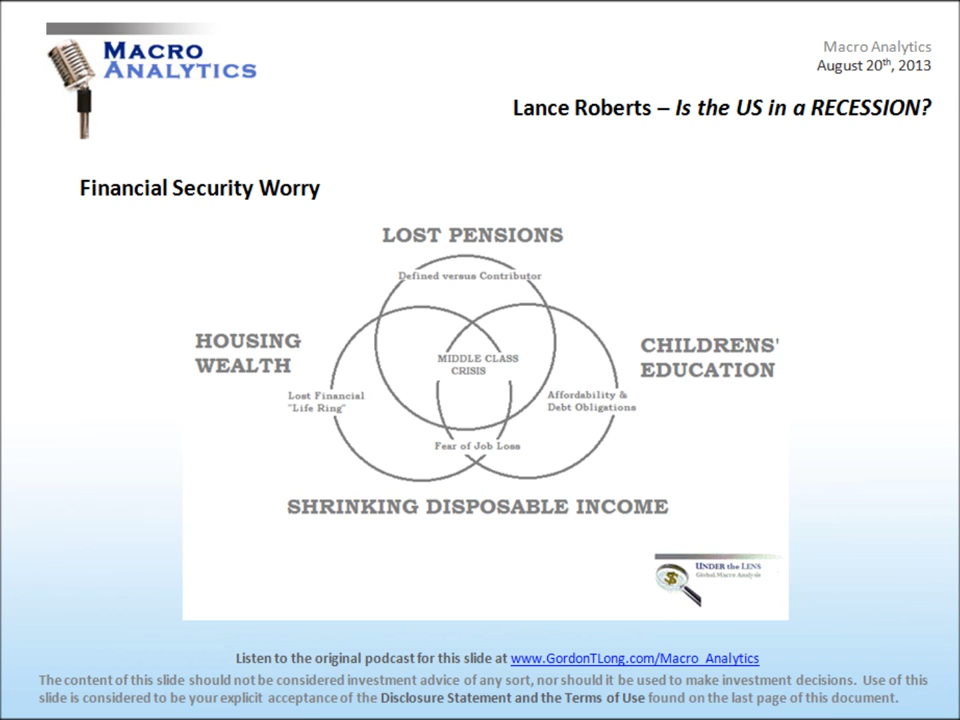 MACRO
ANALYTICS
Macro Analytics
August 20th, 2013
Lance Roberts – Is the US in a RECESSION?
Financial Security Worry
LOST PENSIONS
Defined versus Contributor
HOUSING
WEALTH
CHILDRENS'
EDUCATION
MIDDLE CLASS
CRISIS
Lost Financial
"Life Ring"
Affordability &
Debt Obligations
Fear of Job Loss
SHRINKING DISPOSABLE INCOME
UNDER the LENS
Global Macro Analysis
Listen to the original podcast for this slide at www.GordonTLong.com/Macro_Analytics
The content of this slide should not be considered investment advice of any sort, nor should it be used to make investment decisions. Use of this
slide is considered to be your explicit acceptance of the Disclosure Statement and the Terms of Use found on the last page of this document.